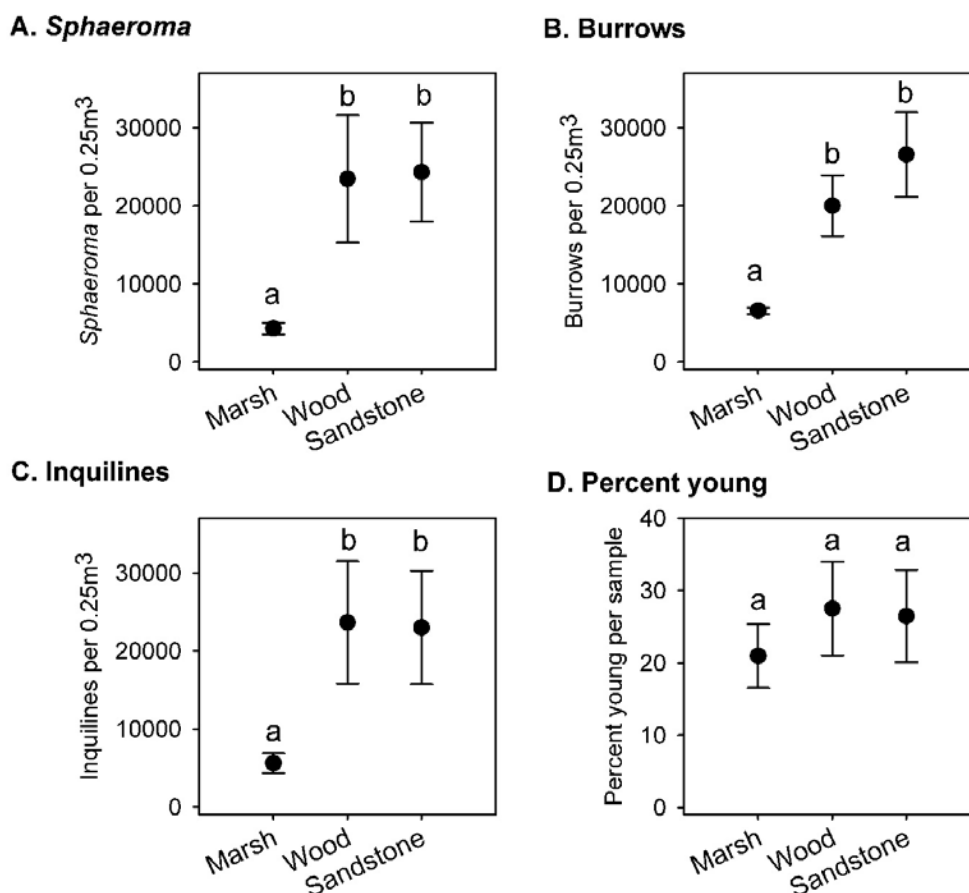 A. Sphaeroma
Sphaeroma per 0.25m³
30000
20000
10000
0
a
b
b
Marsh
Wood
Sandstone
B. Burrows
Burrows per 0.25m³
30000
20000
10000
0
a
b
b
Marsh
Wood
Sandstone
C. Inquilines
Inquilines per 0.25m³
30000
20000
10000
0
a
b
b
Marsh
Wood
Sandstone
D. Percent young
Percent young per sample
40
30
20
10
0
a
a
a
Marsh
Wood
Sandstone